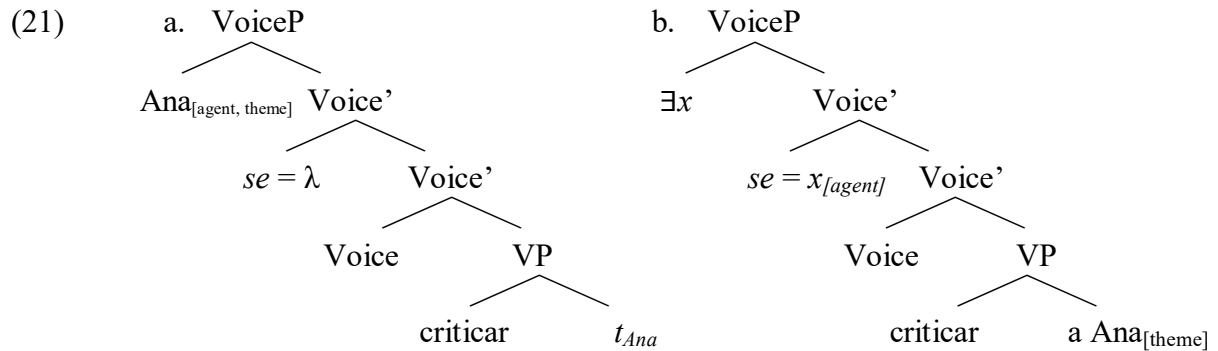 (21) a. VoiceP b. VoiceP
Ana[agent, theme] Voice’ ∃x Voice’
se = λ Voice’ se = x[agent] Voice’
Voice VP Voice VP
criticar tAna criticar a Ana[theme]